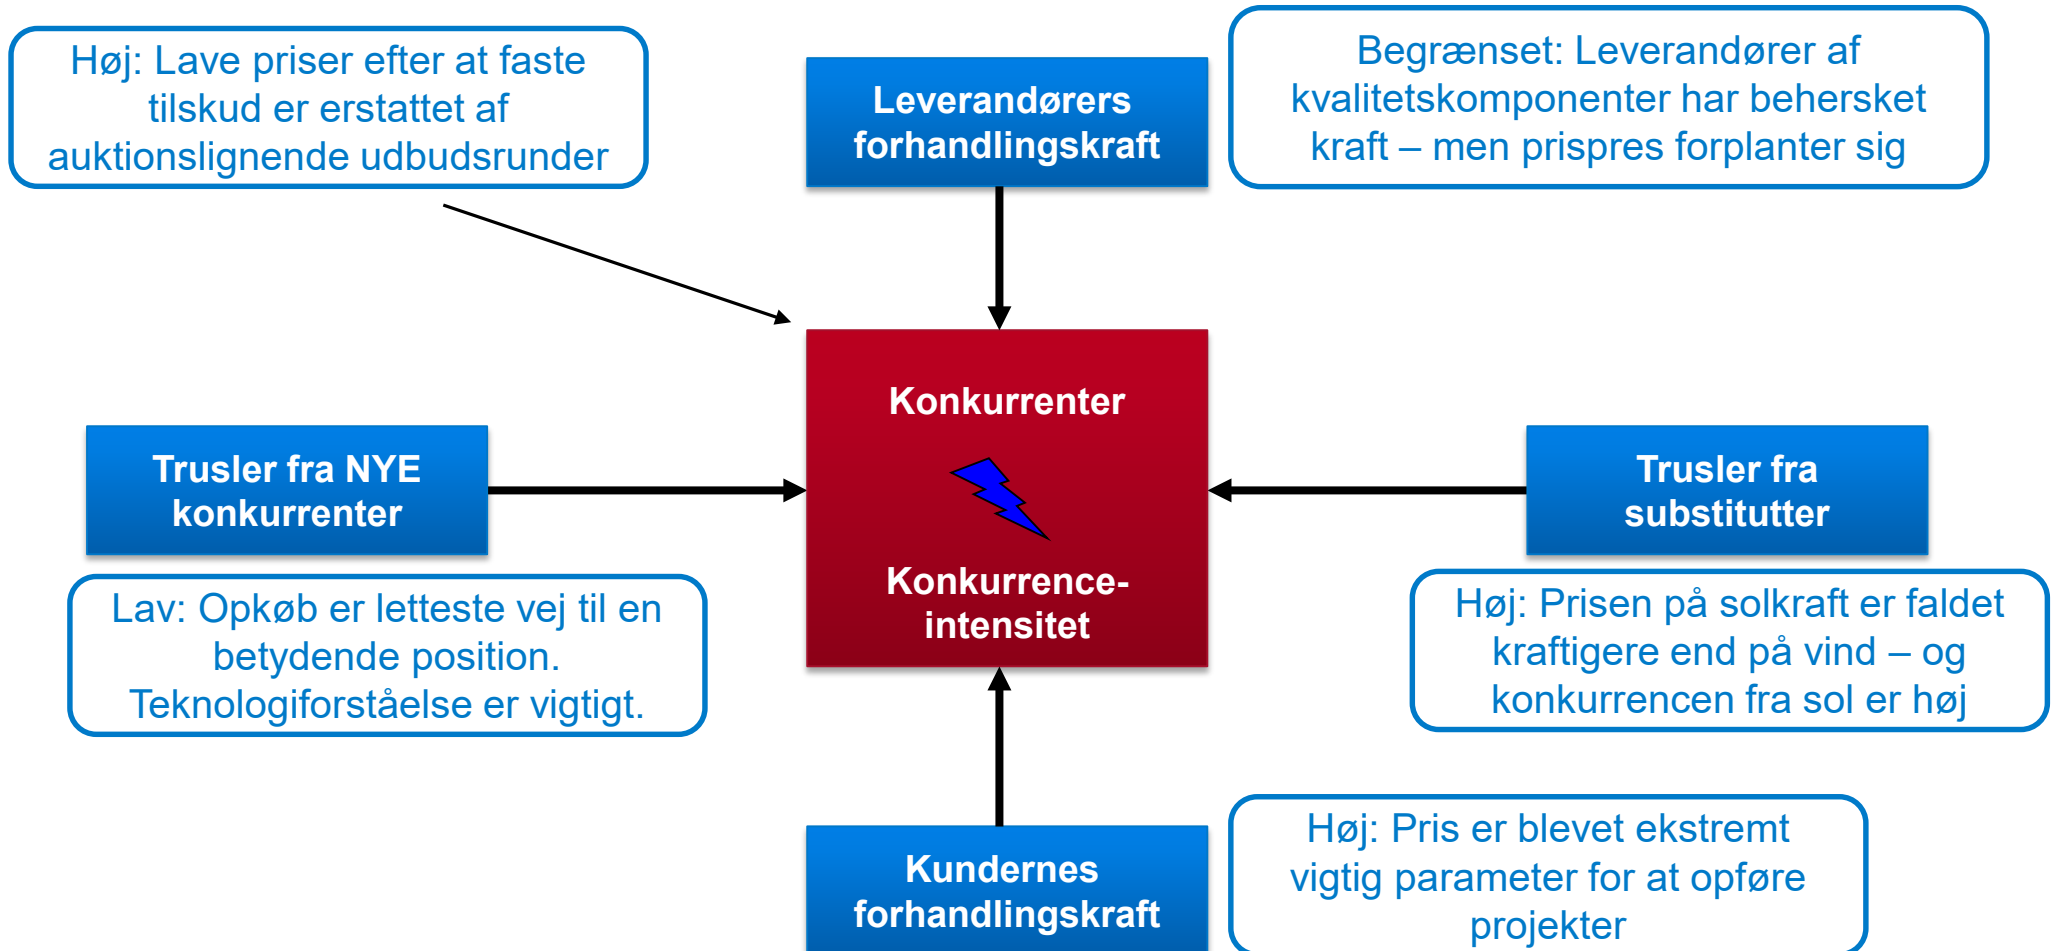 Høj: Lave priser efter at faste
tilskud er erstattet af
auktionslignende udbudsrunder
Leverandørers
forhandlingskraft
Begrænset: Leverandører af
kvalitetskomponenter har behersket
kraft – men prispres forplanter sig
Konkurrenter
Konkurrence-
intensitet
Trusler fra NYE
konkurrenter
Lav: Opkøb er letteste vej til en
betydende position.
Teknologiforståelse er vigtigt.
Trusler fra
substitutter
Høj: Prisen på solkraft er faldet
kraftigere end på vind – og
konkurrencen fra sol er høj
Kundernes
forhandlingskraft
Høj: Pris er blevet ekstremt
vigtig parameter for at opføre
projekter